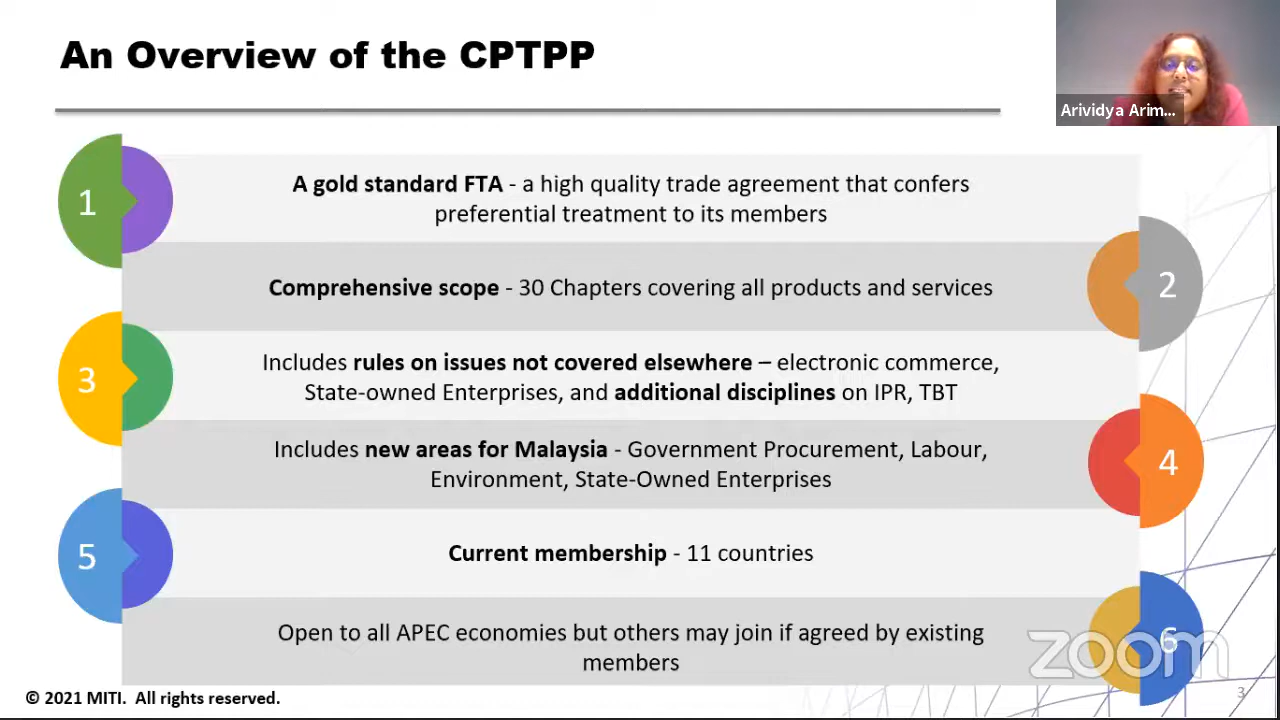 An Overview of the CPTPP
Arividya Arim...
1
A gold standard FTA - a high quality trade agreement that confers
preferential treatment to its members
2
Comprehensive scope - 30 Chapters covering all products and services
3
Includes rules on issues not covered elsewhere – electronic commerce,
State-owned Enterprises, and additional disciplines on IPR, TBT
4
Includes new areas for Malaysia - Government Procurement, Labour,
Environment, State-Owned Enterprises
5
Current membership - 11 countries
6
Open to all APEC economies but others may join if agreed by existing
members
zoom
© 2021 MITI. All rights reserved.
3